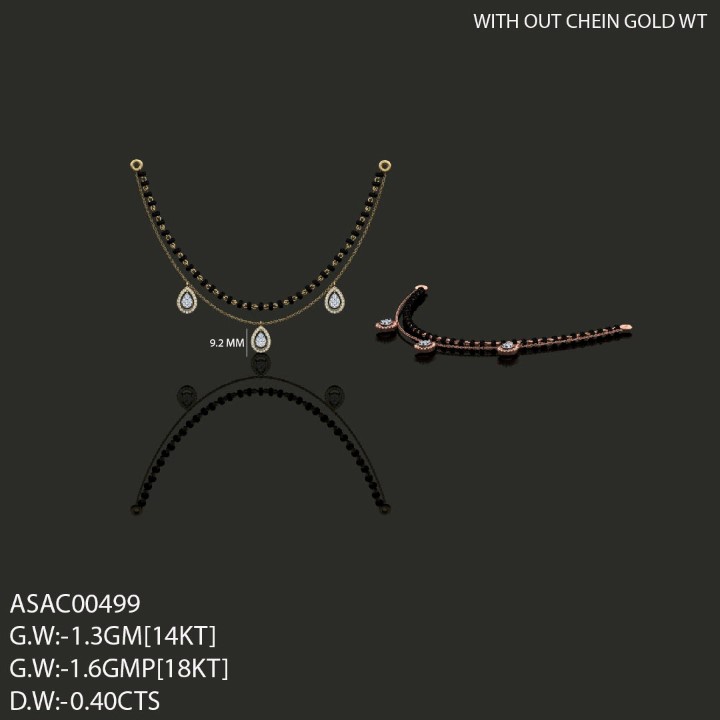 WITH OUT CHEIN GOLD WT
9.2 MM
ASAC00499
G.W:-1.3GM[14KT]
G.W:-1.6GMP[18KT]
D.W:-0.40CTS